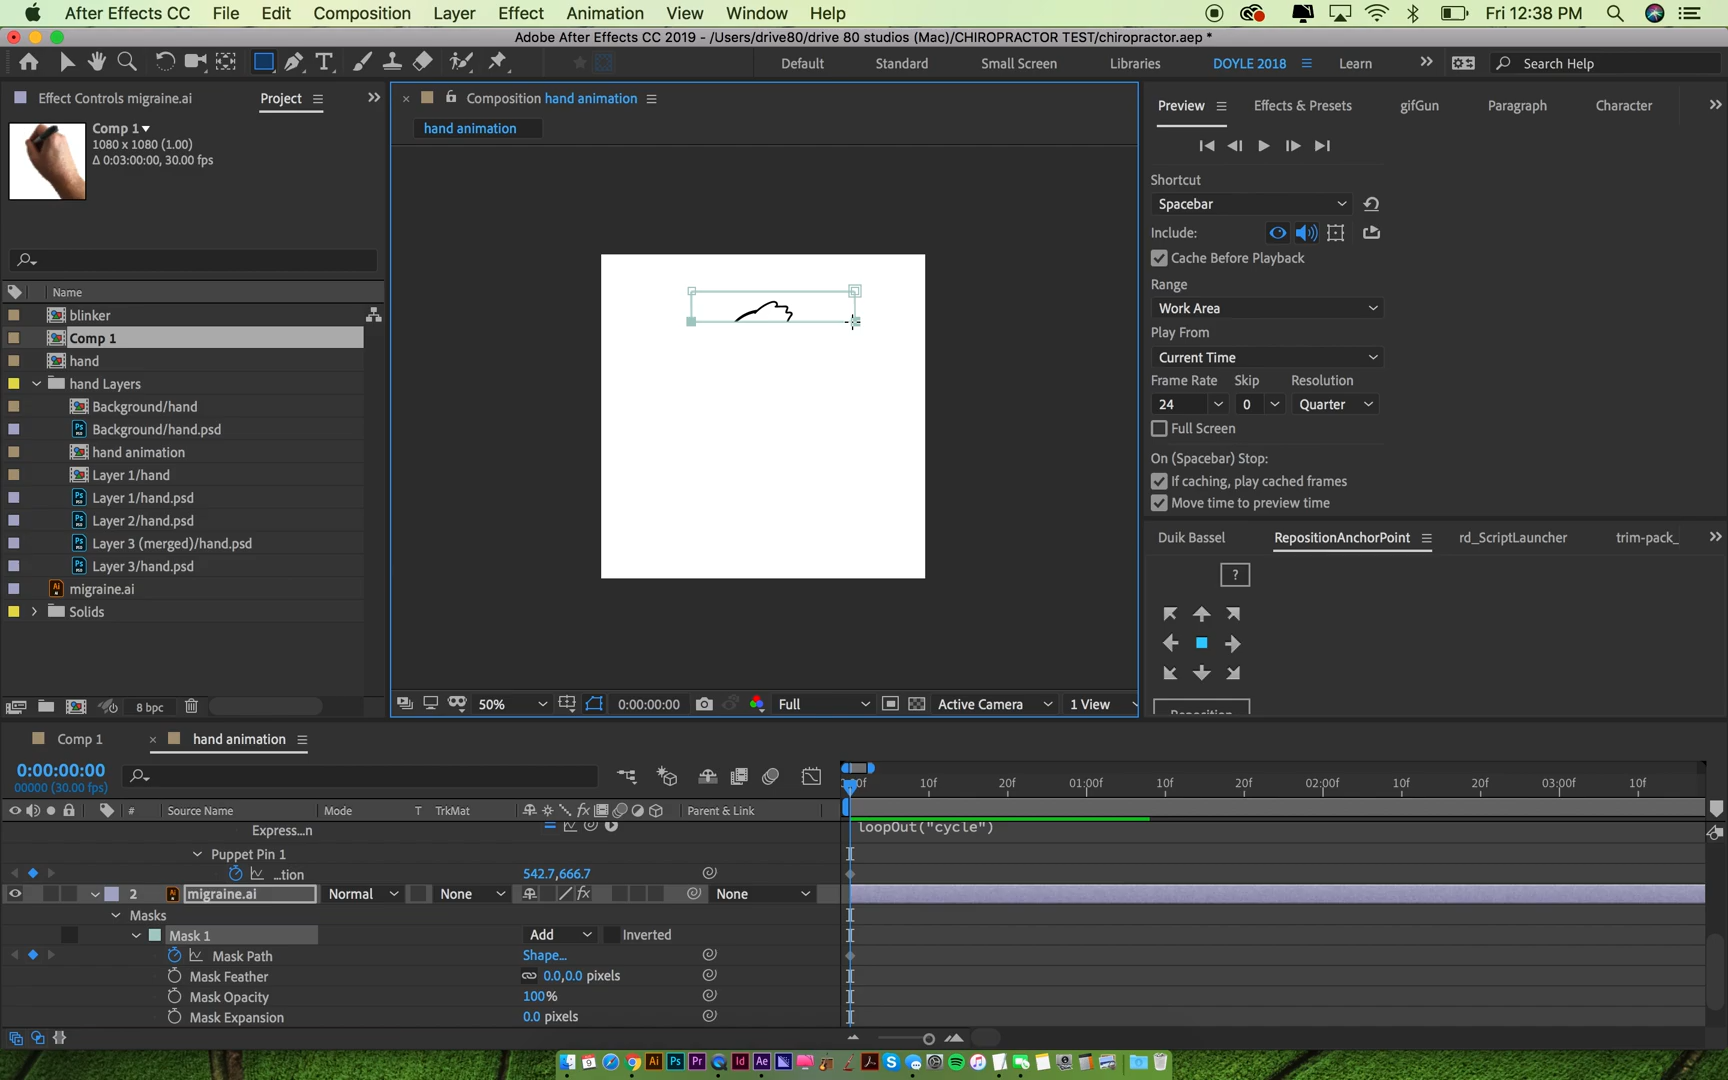 After Effects CC File Edit Composition Layer Effect Animation View Window Help Fri 12:38 PM
Adobe After Effects CC 2019 - /Users/drive80/drive 80 studios (Mac)/CHIROPRACTOR TEST/chiropractor.aep *
Default Standard Small Screen Libraries DOYLE 2018 Learn Search Help
Effect Controls migraine.ai Project
Comp 1
1080 x 1080 (1.00)
Δ 0:03:00:00, 30.00 fps
Name
blinker
Comp 1
hand
hand Layers
Background/hand
Background/hand.psd
hand animation
Layer 1/hand
Layer 1/hand.psd
Layer 2/hand.psd
Layer 3 (merged)/hand.psd
Layer 3/hand.psd
migraine.ai
Solids
8 bpc
Composition hand animation
hand animation
50% 0:00:00:00 Full Active Camera 1 View
Preview Effects & Presets gifGun Paragraph Character
Shortcut
Spacebar
Include:
Cache Before Playback
Range
Work Area
Play From
Current Time
Frame Rate Skip Resolution
24 0 Quarter
Full Screen
On (Spacebar) Stop:
If caching, play cached frames
Move time to preview time
Duik Bassel RepositionAnchorPoint rd_ScriptLauncher trim-pack_
?
Comp 1 hand animation
0:00:00:00
00000 (30.00 fps)
10f 20f 01:00f 10f 20f 02:00f 10f 20f 03:00f 10f
# Source Name Mode T TrkMat Parent & Link
Express...n
loopOut("cycle")
Puppet Pin 1
...tion 542.7,666.7
2 migraine.ai Normal None None
Masks
Mask 1 Add Inverted
Mask Path Shape...
Mask Feather 0.0,0.0 pixels
Mask Opacity 100%
Mask Expansion 0.0 pixels